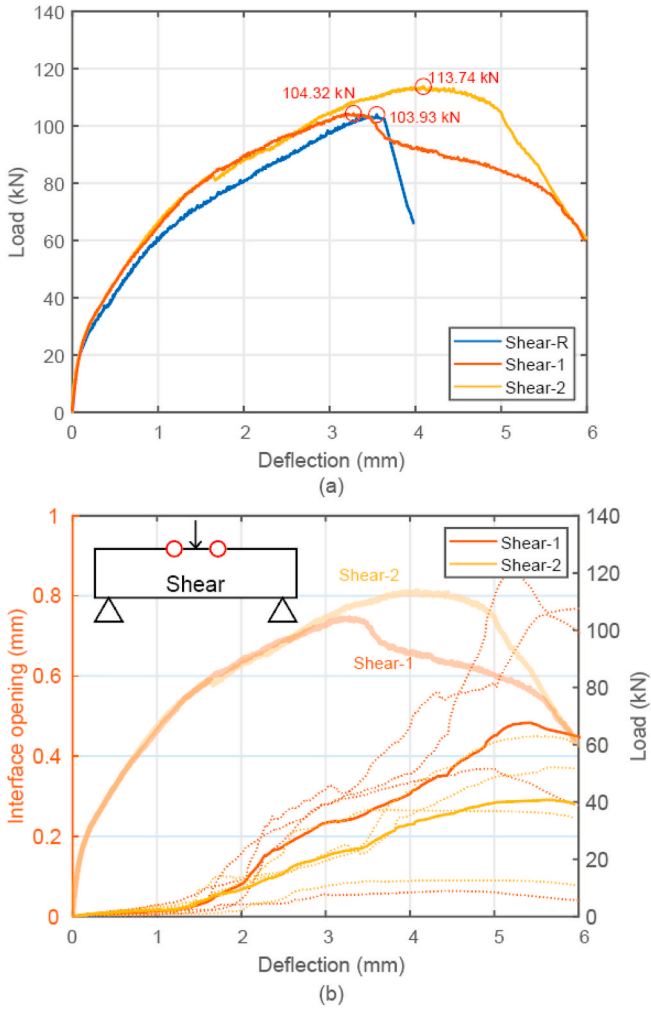 140
120
100
80
60
40
20
0
Load (kN)
104.32 kN
113.74 kN
103.93 kN
Shear-R
Shear-1
Shear-2
0 1 2 3 4 5 6
Deflection (mm)
(a)
1
0.8
0.6
0.4
0.2
0
Interface opening (mm)
Shear
Shear-2
Shear-1
Shear-1
Shear-2
140
120
100
80
60
40
20
0
Load (kN)
0 1 2 3 4 5 6
Deflection (mm)
(b)